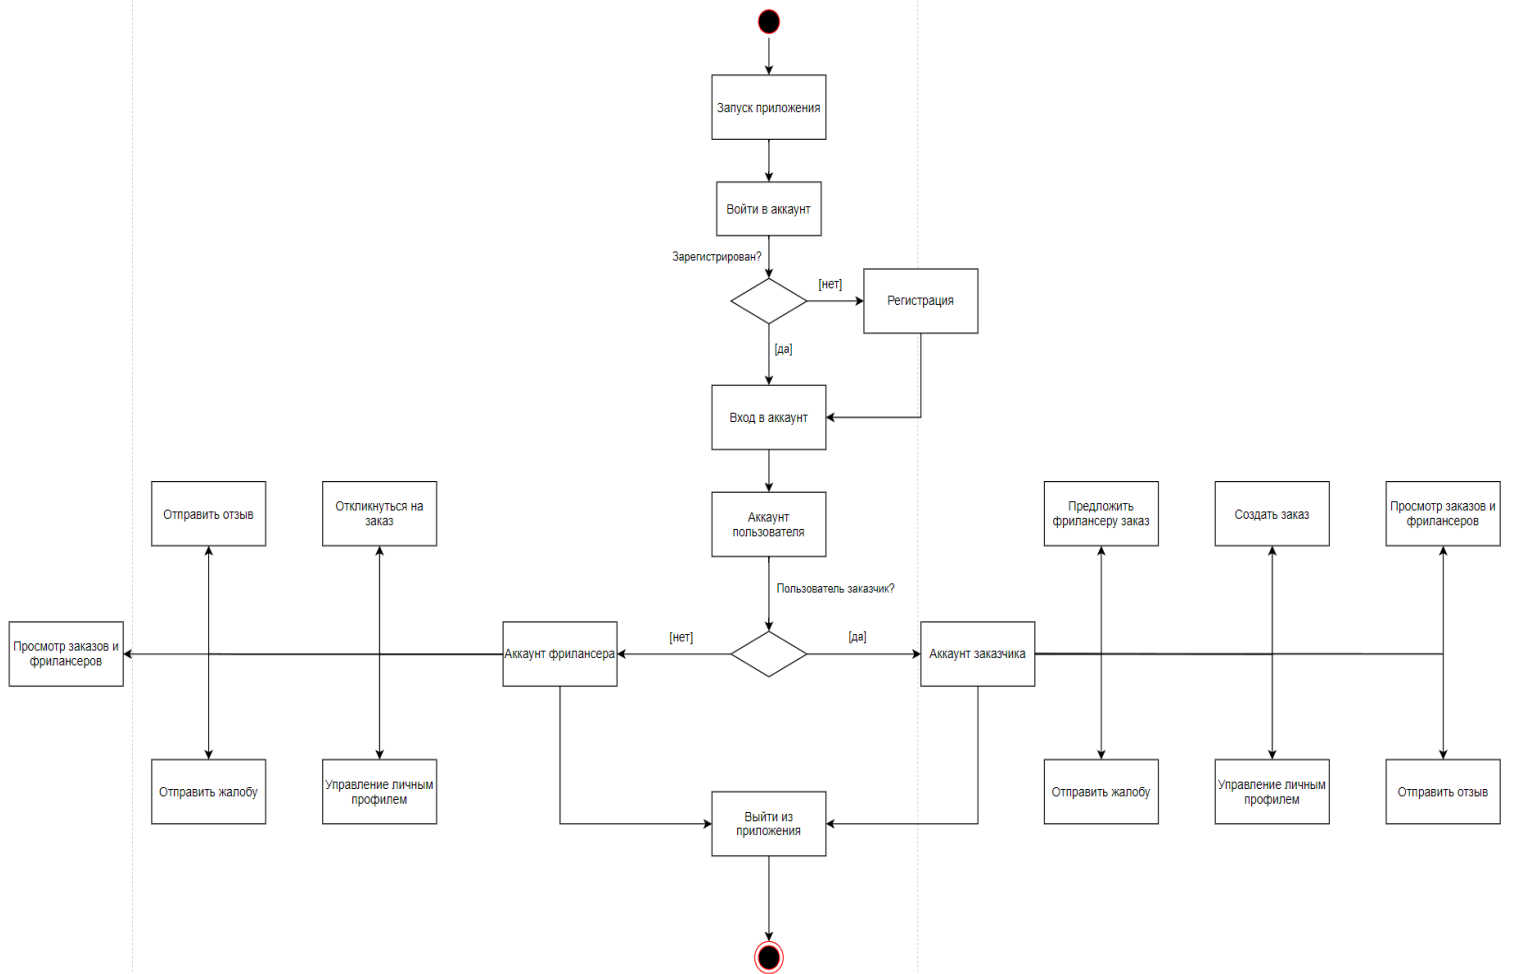 Запуск приложения
Войти в аккаунт
Зарегистрирован?
[нет]
Регистрация
[да]
Вход в аккаунт
Отправить отзыв
Откликнуться на
заказ
Аккаунт
пользователя
Предложить
фрилансеру заказ
Создать заказ
Просмотр заказов и
фрилансеров
Пользователь заказчик?
Просмотр заказов и
фрилансеров
Аккаунт фрилансера
[нет]
[да]
Аккаунт заказчика
Отправить жалобу
Управление личным
профилем
Выйти из
приложения
Отправить жалобу
Управление личным
профилем
Отправить отзыв